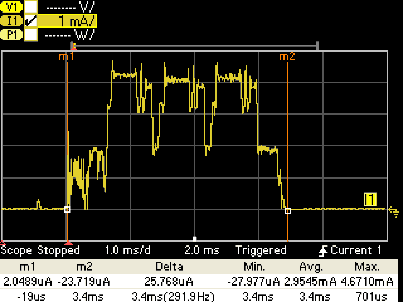 V1 ------- V/
I1 ✓ 1 mA/
P1 ------- W/
m1 m2
1
Scope Stopped 1.0 ms/d 2.0 ms Triggered Current 1
m1 m2 Delta Min. Avg. Max.
2.0489uA -23.719uA 25.768uA -27.977uA 2.9545mA 4.6710mA
-19us 3.4ms 3.4ms(291.9Hz) 3.4ms 3.4ms 701us